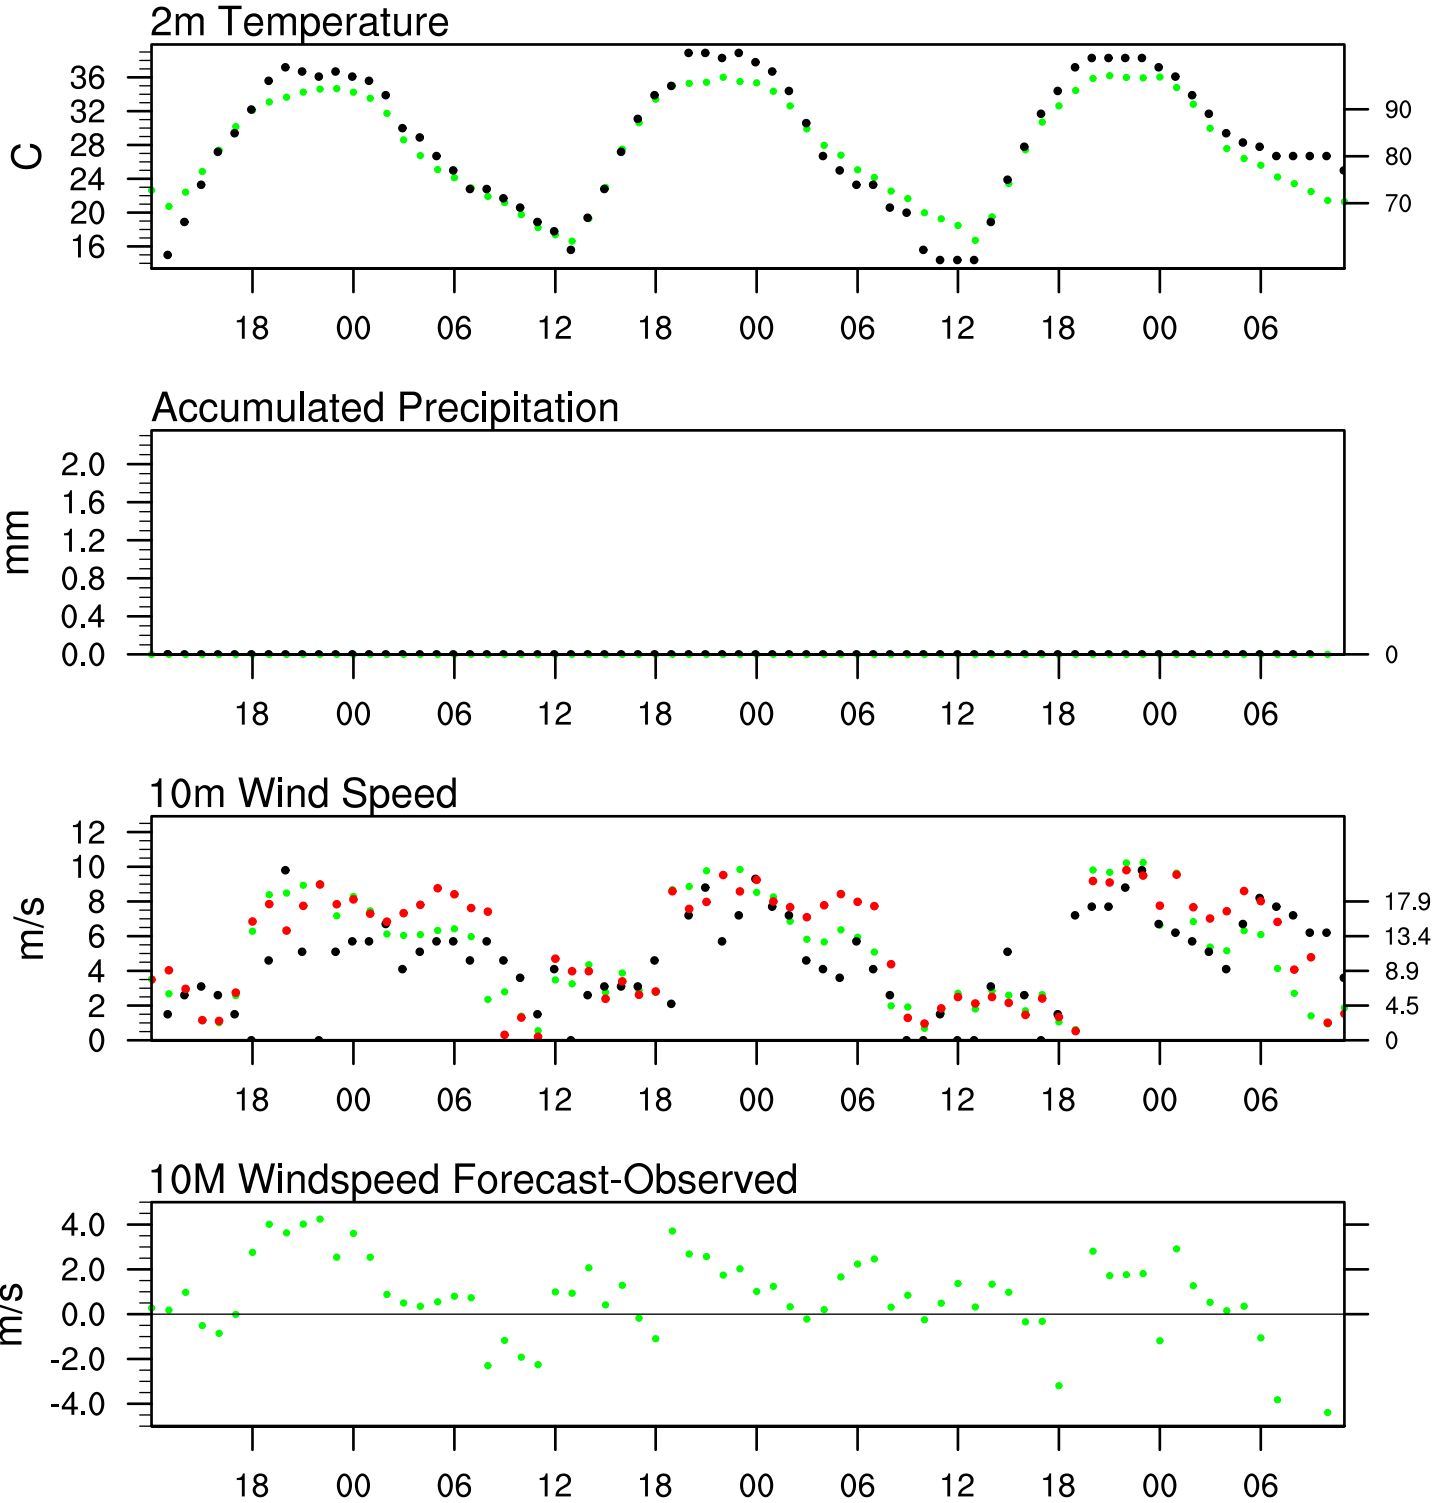 2m Temperature
C
36
32
28
24
20
16
90
80
70
18 00 06 12 18 00 06 12 18 00 06
Accumulated Precipitation
mm
2.0
1.6
1.2
0.8
0.4
0.0
0
18 00 06 12 18 00 06 12 18 00 06
10m Wind Speed
m/s
12
10
8
6
4
2
0
17.9
13.4
8.9
4.5
0
18 00 06 12 18 00 06 12 18 00 06
10M Windspeed Forecast-Observed
m/s
4.0
2.0
0.0
-2.0
-4.0
18 00 06 12 18 00 06 12 18 00 06